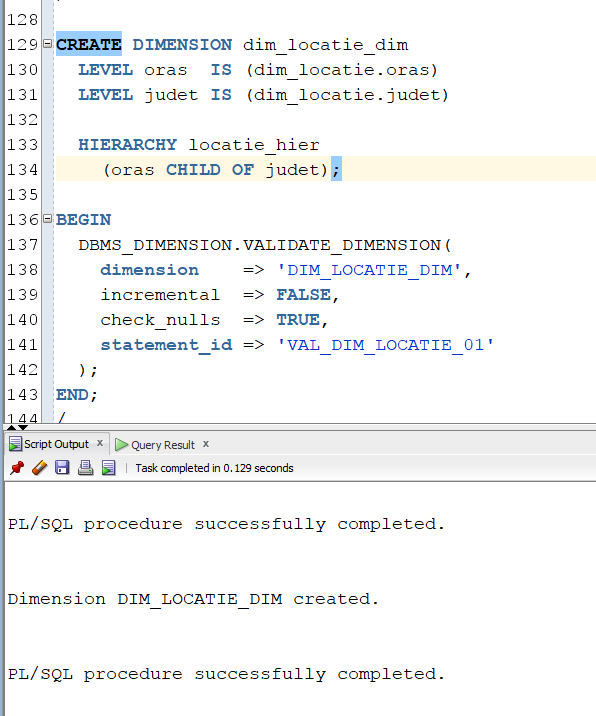 128
129 CREATE DIMENSION dim_locatie_dim
130 LEVEL oras  IS (dim_locatie.oras)
131 LEVEL judet IS (dim_locatie.judet)
132
133 HIERARCHY locatie_hier
134 (oras CHILD OF judet);
135
136 BEGIN
137 DBMS_DIMENSION.VALIDATE_DIMENSION(
138 dimension    => 'DIM_LOCATIE_DIM',
139 incremental  => FALSE,
140 check_nulls  => TRUE,
141 statement_id => 'VAL_DIM_LOCATIE_01'
142 );
143 END;
144 /
Script Output x Query Result x
Task completed in 0.129 seconds
PL/SQL procedure successfully completed.
Dimension DIM_LOCATIE_DIM created.
PL/SQL procedure successfully completed.